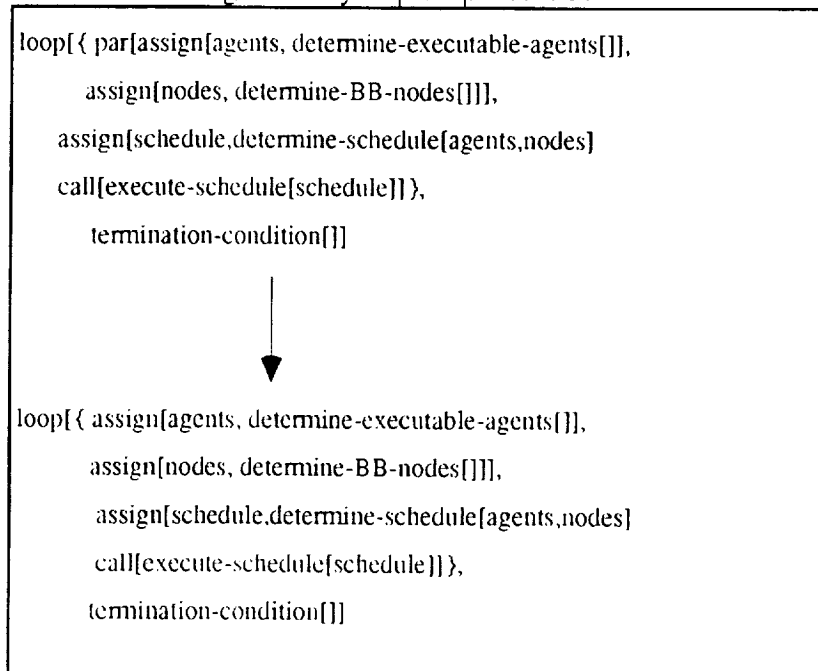 loop[{ par[assign[agents, determine-executable-agents[]],
assign[nodes, determine-BB-nodes[]]],
assign[schedule,determine-schedule[agents,nodes]
call[execute-schedule[schedule]] },
termination-condition[]]
loop[{ assign[agents, determine-executable-agents[]],
assign[nodes, determine-BB-nodes[]]],
assign[schedule,determine-schedule[agents,nodes]
call[execute-schedule[schedule]] },
termination-condition[]]